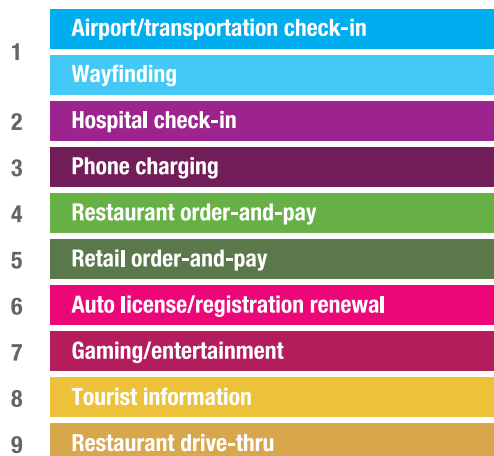 1
Airport/transportation check-in
Wayfinding
2 Hospital check-in
3 Phone charging
4 Restaurant order-and-pay
5 Retail order-and-pay
6 Auto license/registration renewal
7 Gaming/entertainment
8 Tourist information
9 Restaurant drive-thru